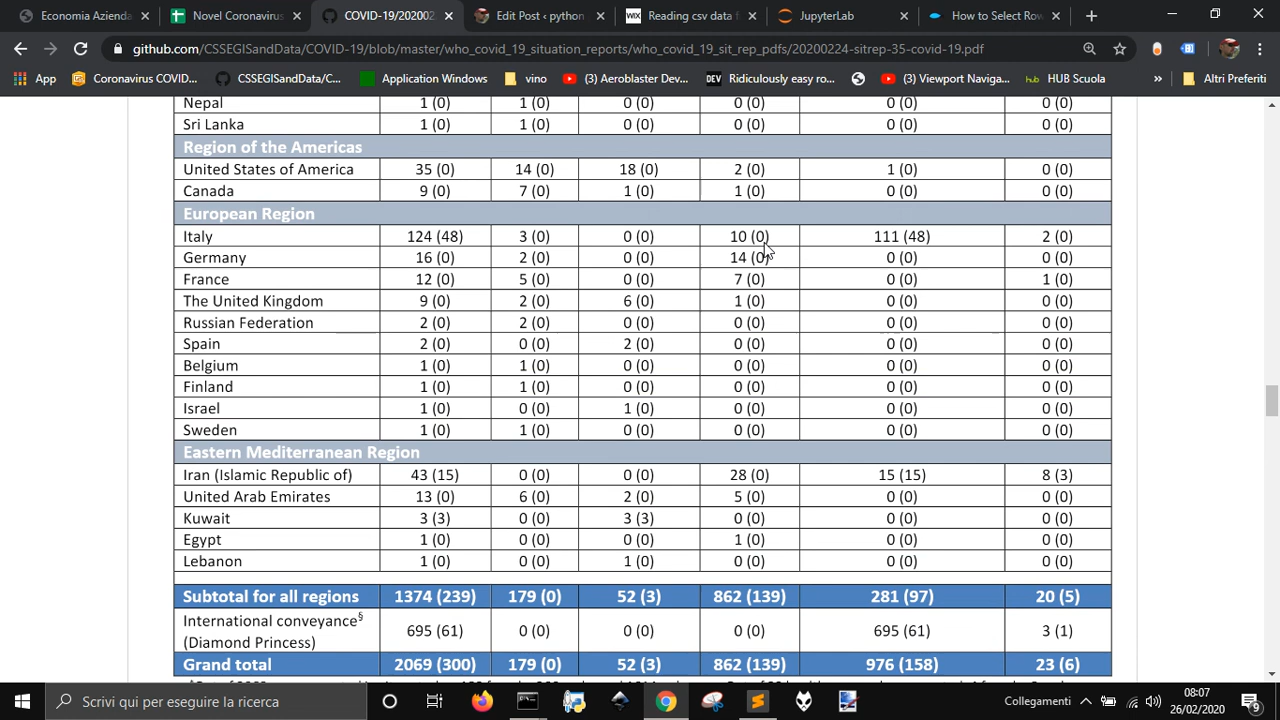 Economia Azienda
Novel Coronavirus
COVID-19/202002
Edit Post ‹ python
Reading csv data f
JupyterLab
How to Select Row
github.com/CSSEGISandData/COVID-19/blob/master/who_covid_19_situation_reports/who_covid_19_sit_rep_pdfs/20200224-sitrep-35-covid-19.pdf
App Coronavirus COVID... CSSEGISandData/C... Application Windows vino (3) Aeroblaster Dev... Ridiculously easy ro... (3) Viewport Naviga... HUB Scuola » Altri Preferiti
Nepal 1 (0) 1 (0) 0 (0) 0 (0) 0 (0) 0 (0)
Sri Lanka 1 (0) 1 (0) 0 (0) 0 (0) 0 (0) 0 (0)
Region of the Americas
United States of America 35 (0) 14 (0) 18 (0) 2 (0) 1 (0) 0 (0)
Canada 9 (0) 7 (0) 1 (0) 1 (0) 0 (0) 0 (0)
European Region
Italy 124 (48) 3 (0) 0 (0) 10 (0) 111 (48) 2 (0)
Germany 16 (0) 2 (0) 0 (0) 14 (0) 0 (0) 0 (0)
France 12 (0) 5 (0) 0 (0) 7 (0) 0 (0) 1 (0)
The United Kingdom 9 (0) 2 (0) 6 (0) 1 (0) 0 (0) 0 (0)
Russian Federation 2 (0) 2 (0) 0 (0) 0 (0) 0 (0) 0 (0)
Spain 2 (0) 0 (0) 2 (0) 0 (0) 0 (0) 0 (0)
Belgium 1 (0) 1 (0) 0 (0) 0 (0) 0 (0) 0 (0)
Finland 1 (0) 1 (0) 0 (0) 0 (0) 0 (0) 0 (0)
Israel 1 (0) 0 (0) 1 (0) 0 (0) 0 (0) 0 (0)
Sweden 1 (0) 1 (0) 0 (0) 0 (0) 0 (0) 0 (0)
Eastern Mediterranean Region
Iran (Islamic Republic of) 43 (15) 0 (0) 0 (0) 28 (0) 15 (15) 8 (3)
United Arab Emirates 13 (0) 6 (0) 2 (0) 5 (0) 0 (0) 0 (0)
Kuwait 3 (3) 0 (0) 3 (3) 0 (0) 0 (0) 0 (0)
Egypt 1 (0) 0 (0) 0 (0) 1 (0) 0 (0) 0 (0)
Lebanon 1 (0) 0 (0) 1 (0) 0 (0) 0 (0) 0 (0)
Subtotal for all regions 1374 (239) 179 (0) 52 (3) 862 (139) 281 (97) 20 (5)
International conveyance§
(Diamond Princess) 695 (61) 0 (0) 0 (0) 0 (0) 695 (61) 3 (1)
Grand total 2069 (300) 179 (0) 52 (3) 862 (139) 976 (158) 23 (6)
Scrivi qui per eseguire la ricerca
Collegamenti
08:07
26/02/2020